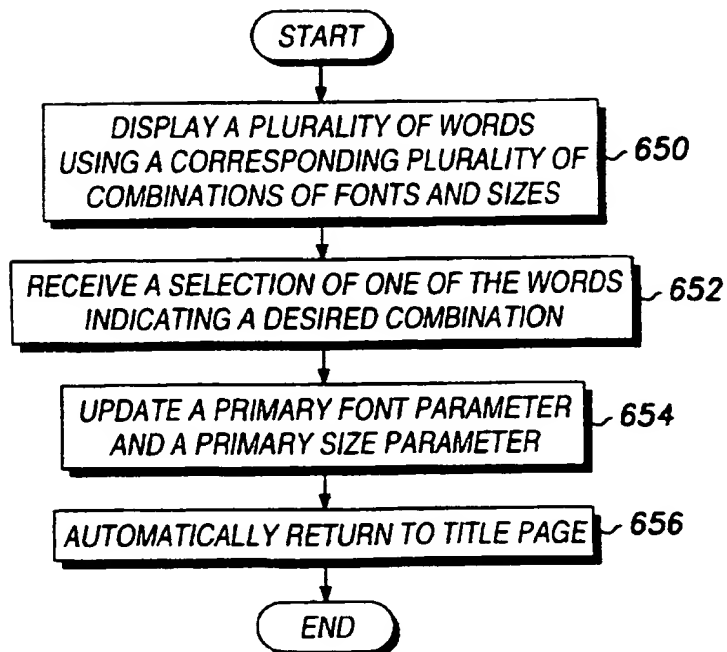 START
DISPLAY A PLURALITY OF WORDS
USING A CORRESPONDING PLURALITY OF
COMBINATIONS OF FONTS AND SIZES
650
RECEIVE A SELECTION OF ONE OF THE WORDS
INDICATING A DESIRED COMBINATION
652
UPDATE A PRIMARY FONT PARAMETER
AND A PRIMARY SIZE PARAMETER
654
AUTOMATICALLY RETURN TO TITLE PAGE
656
END